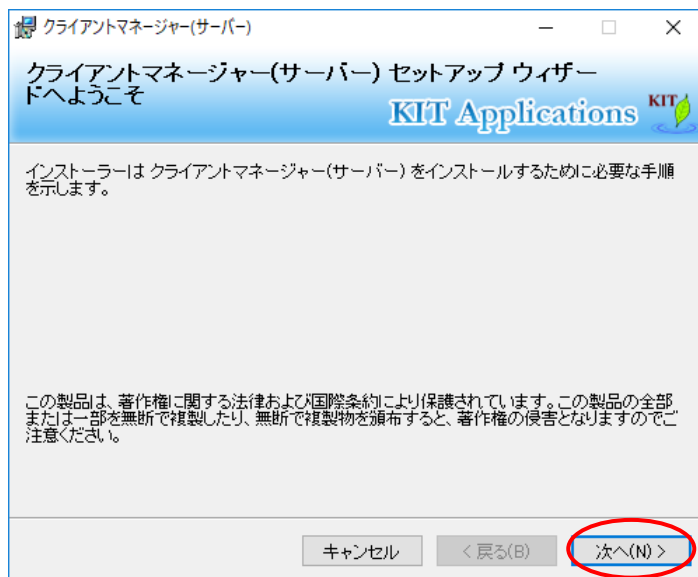 クライアントマネージャー(サーバー)
クライアントマネージャー(サーバー) セットアップ ウィザー
ドへようこそ
KIT Applications
KIT
インストーラーは クライアントマネージャー(サーバー) をインストールするために必要な手順
を示します。
この製品は、著作権に関する法律および国際条約により保護されています。この製品の全部
または一部を無断で複製したり、無断で複製物を頒布すると、著作権の侵害となりますのでご
注意ください。
キャンセル
< 戻る(B)
次へ(N) >